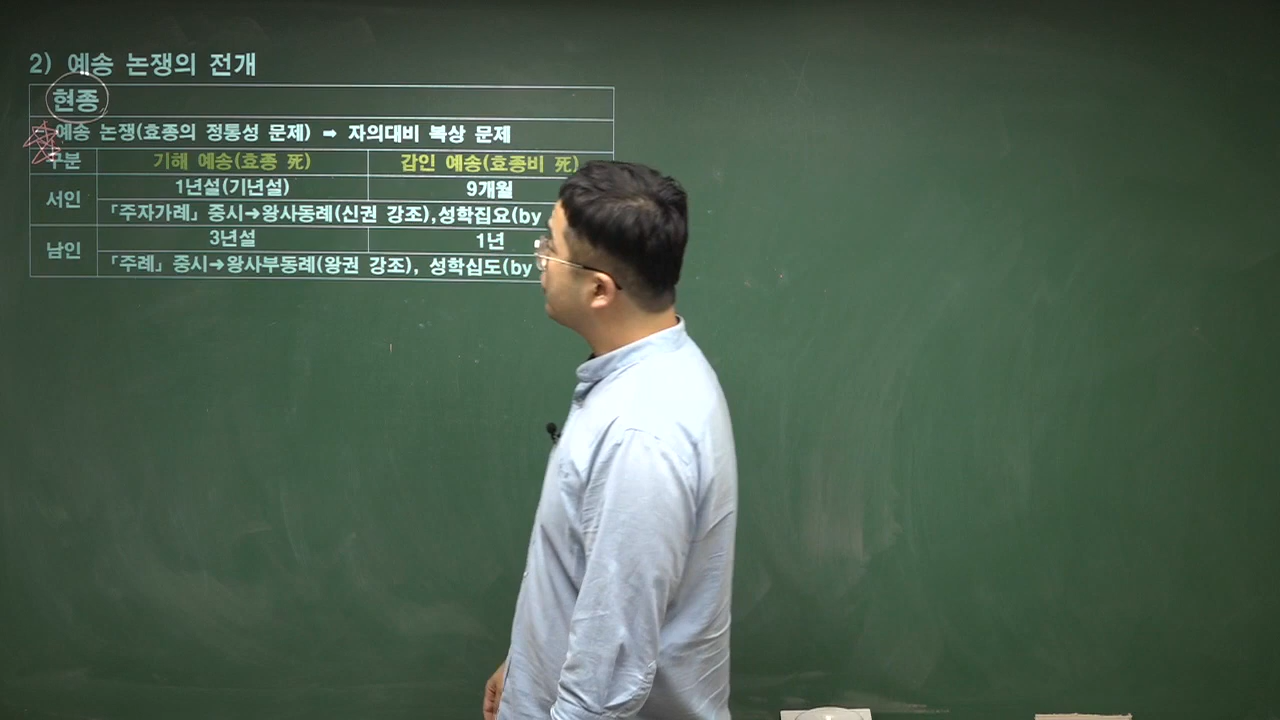 2) 예송 논쟁의 전개
현종
예송 논쟁(효종의 정통성 문제) ➡ 자의대비 복상 문제
구분 기해 예송(효종 死) 갑인 예송(효종비 死)
서인 1년설(기년설) 9개월
「주자가례」 중시➔왕사동례(신권 강조),성학집요(by
남인 3년설 1년
「주례」 중시➔왕사부동례(왕권 강조), 성학십도(by